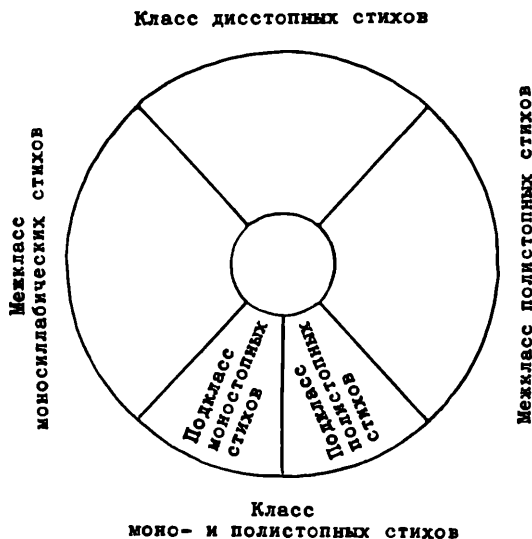 Класс дисстопных стихов
Межкласс
моносиллабических стихов
Межкласс полистопных стихов
Подкласс
моностопных
стихов
Подкласс
полистопных
стихов
Класс
моно- и полистопных стихов